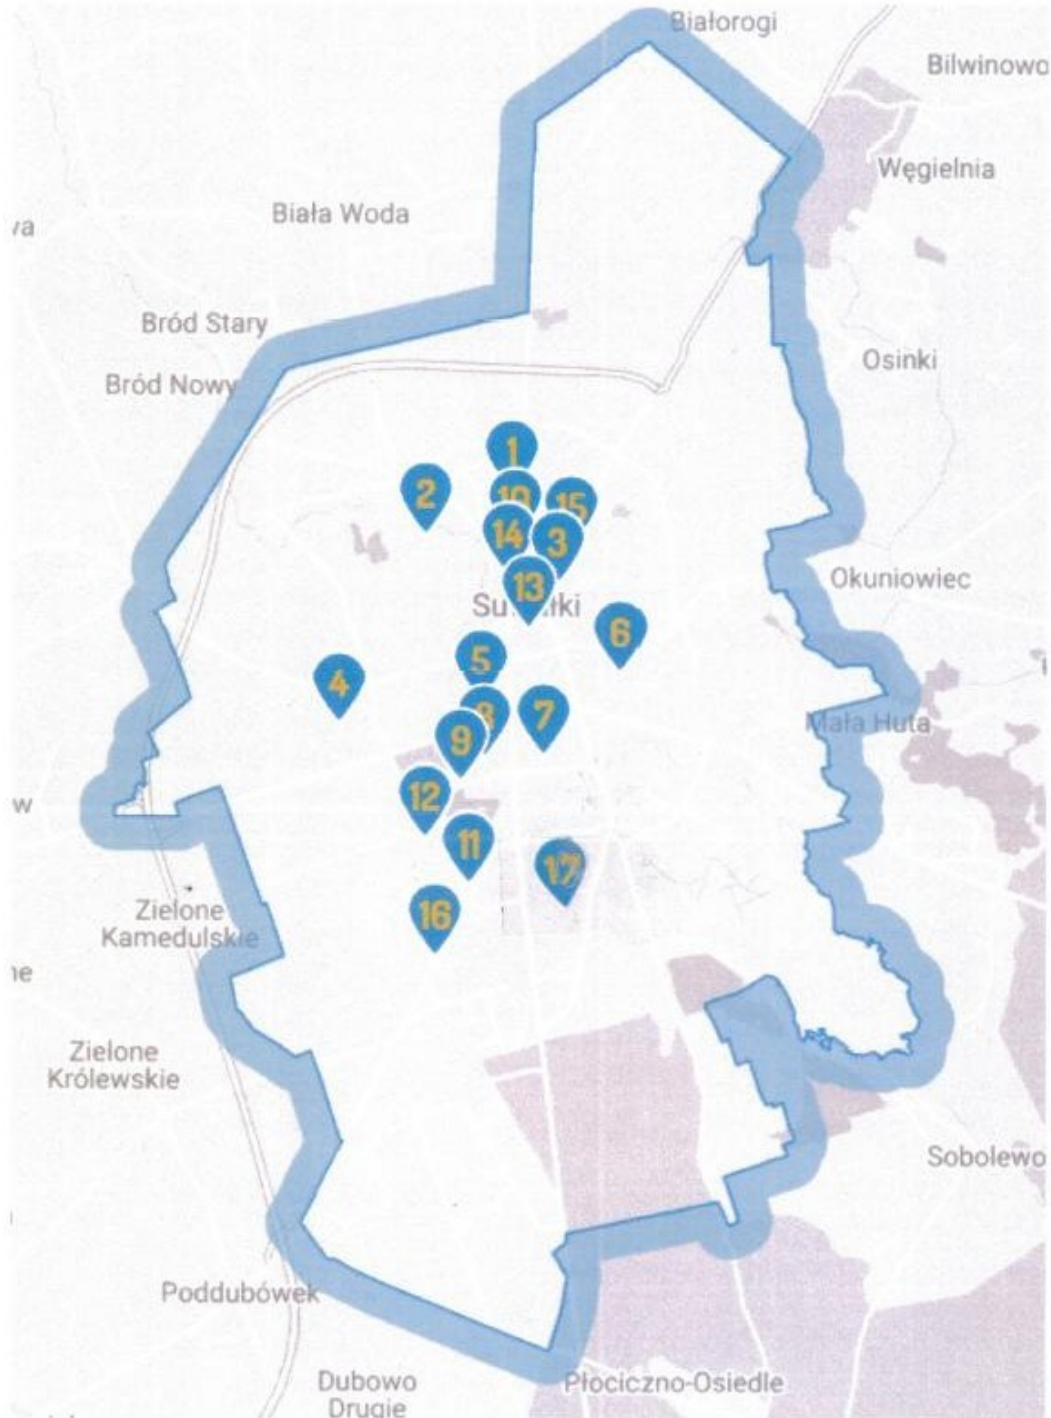 Białorogi
Bilwinowo
Węgielnia
Biała Woda
Bród Stary
Osinki
Bród Nowy
1
2
10
15
14
3
13
Okuniowiec
6
5
4
8
7
Mała Huta
9
12
w
11
17
16
Zielone
Kamedulskie
ne
Zielone
Królewskie
Sobolewo
Poddubówek
Dubowo
Drugie
Płociczno-Osiedle